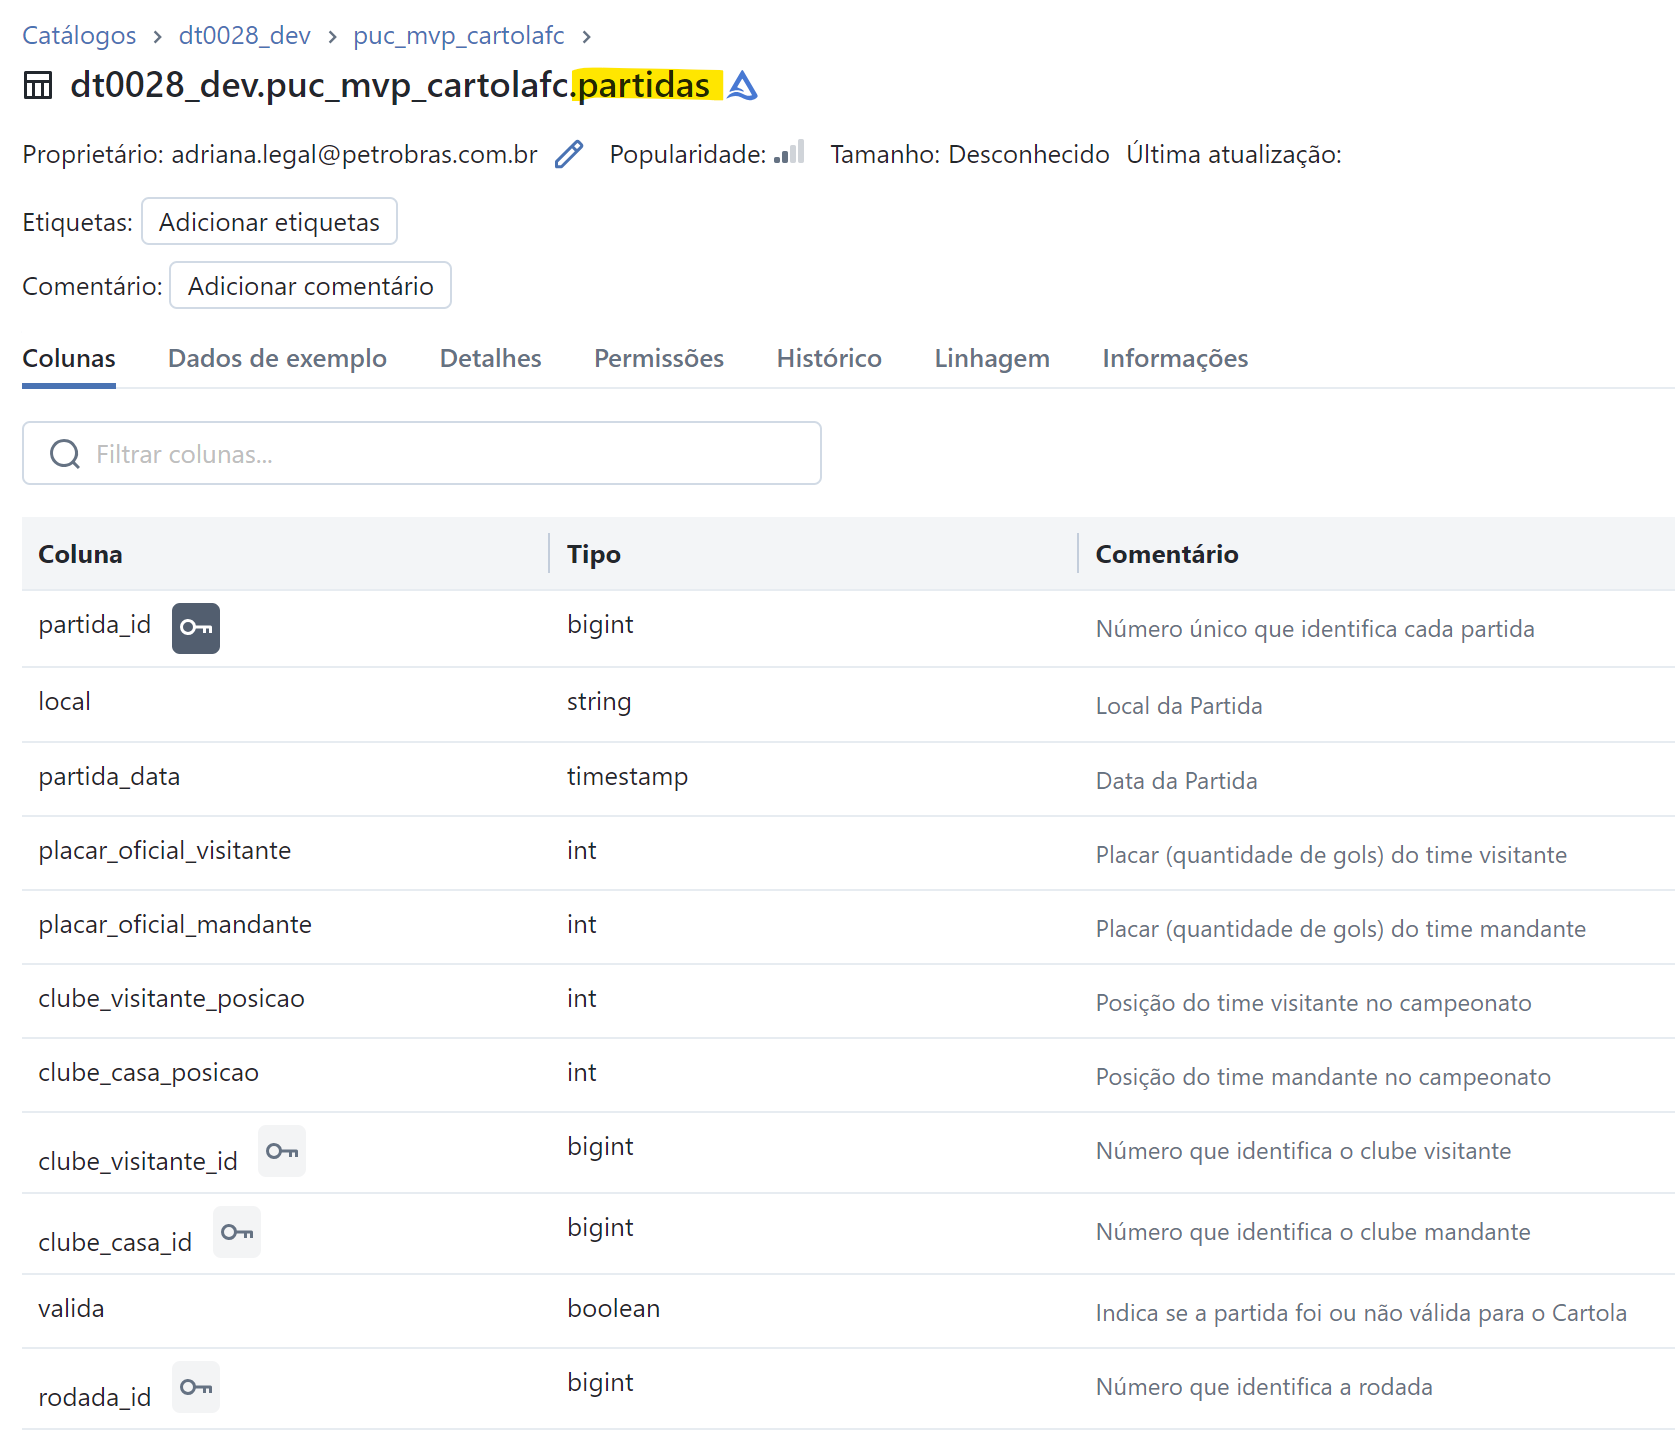 Catálogos > dt0028_dev > puc_mvp_cartolafc >
dt0028_dev.puc_mvp_cartolafc.partidas
Proprietário: adriana.legal@petrobras.com.br Popularidade: Tamanho: Desconhecido Última atualização:
Etiquetas: Adicionar etiquetas
Comentário: Adicionar comentário
Colunas Dados de exemplo Detalhes Permissões Histórico Linhagem Informações
Filtrar colunas...
Coluna Tipo Comentário
partida_id bigint Número único que identifica cada partida
local string Local da Partida
partida_data timestamp Data da Partida
placar_oficial_visitante int Placar (quantidade de gols) do time visitante
placar_oficial_mandante int Placar (quantidade de gols) do time mandante
clube_visitante_posicao int Posição do time visitante no campeonato
clube_casa_posicao int Posição do time mandante no campeonato
clube_visitante_id bigint Número que identifica o clube visitante
clube_casa_id bigint Número que identifica o clube mandante
valida boolean Indica se a partida foi ou não válida para o Cartola
rodada_id bigint Número que identifica a rodada